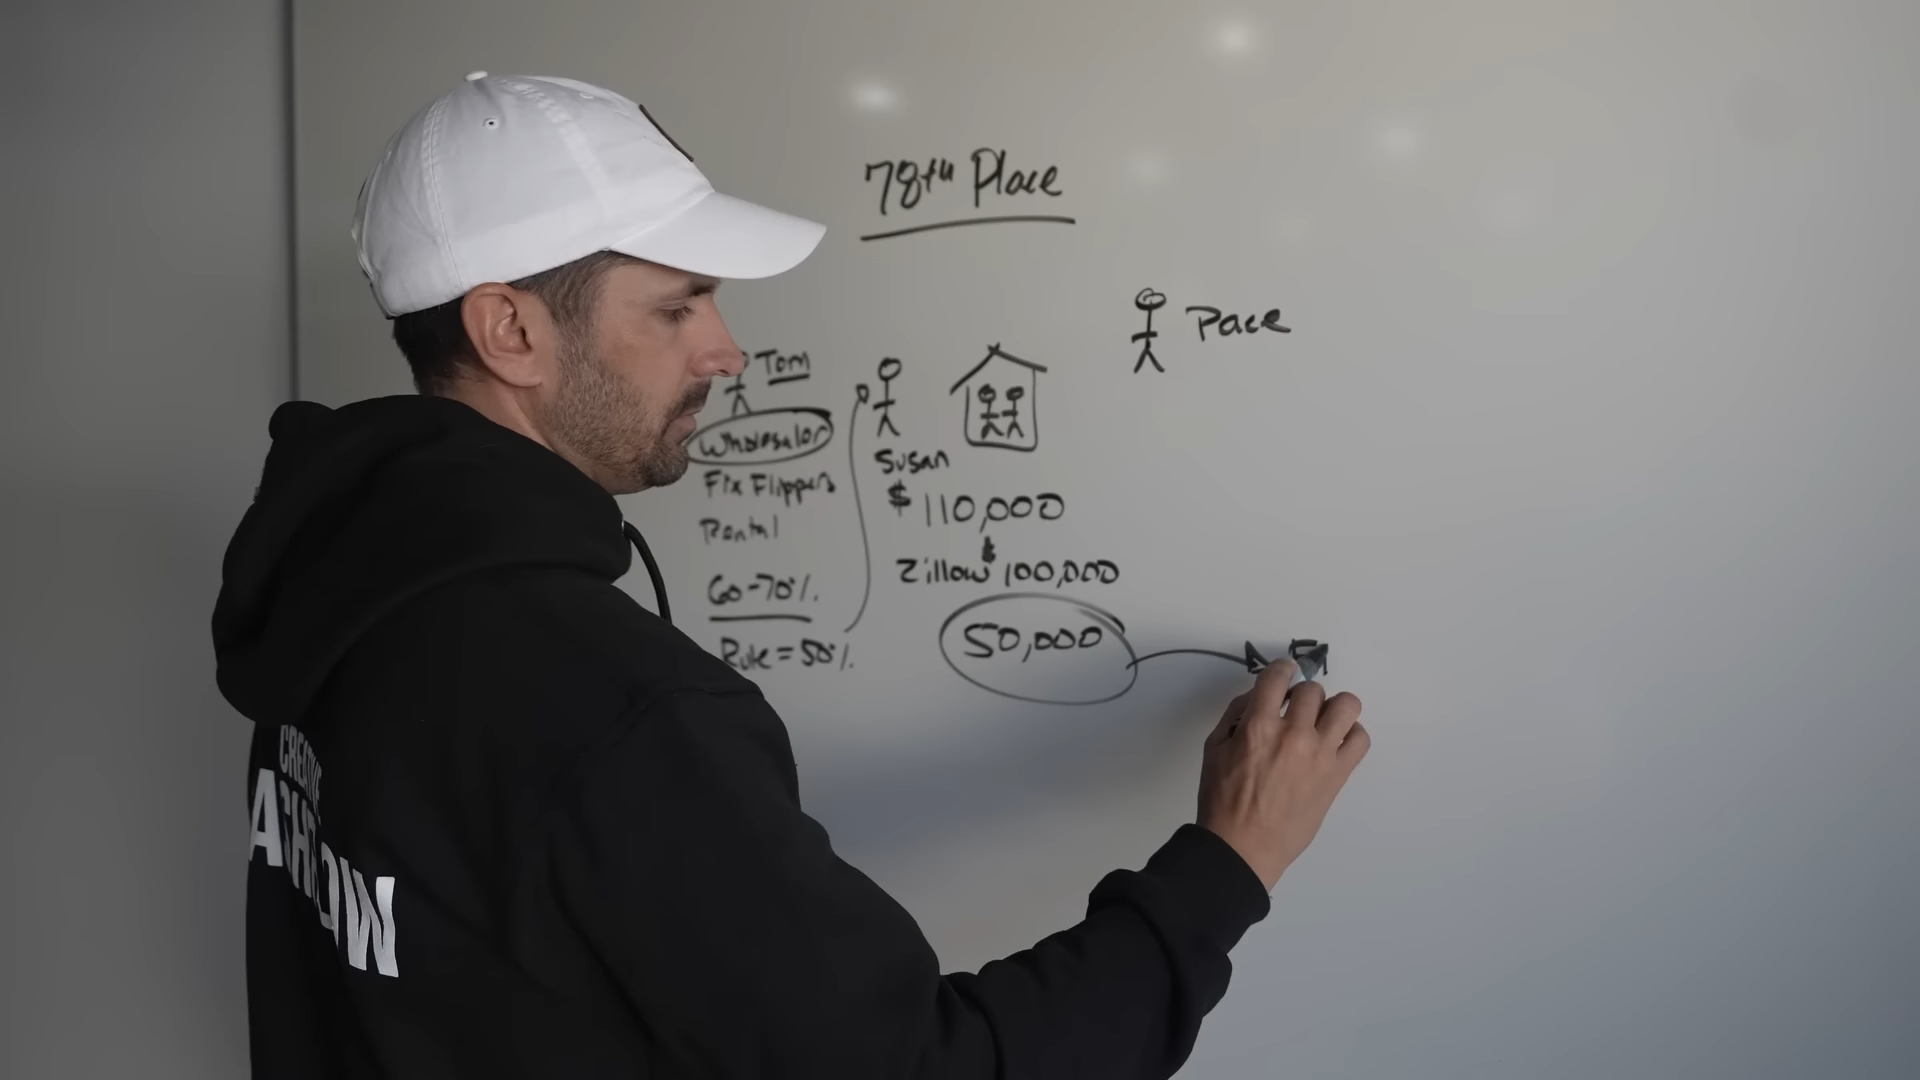 78th Place
Pace
Tom
Wholesaler
Fix Flippers
Rental
60-70%.
Rule = 50%.
Susan
$110,000
Zillow $100,000
50,000
CREATIVE